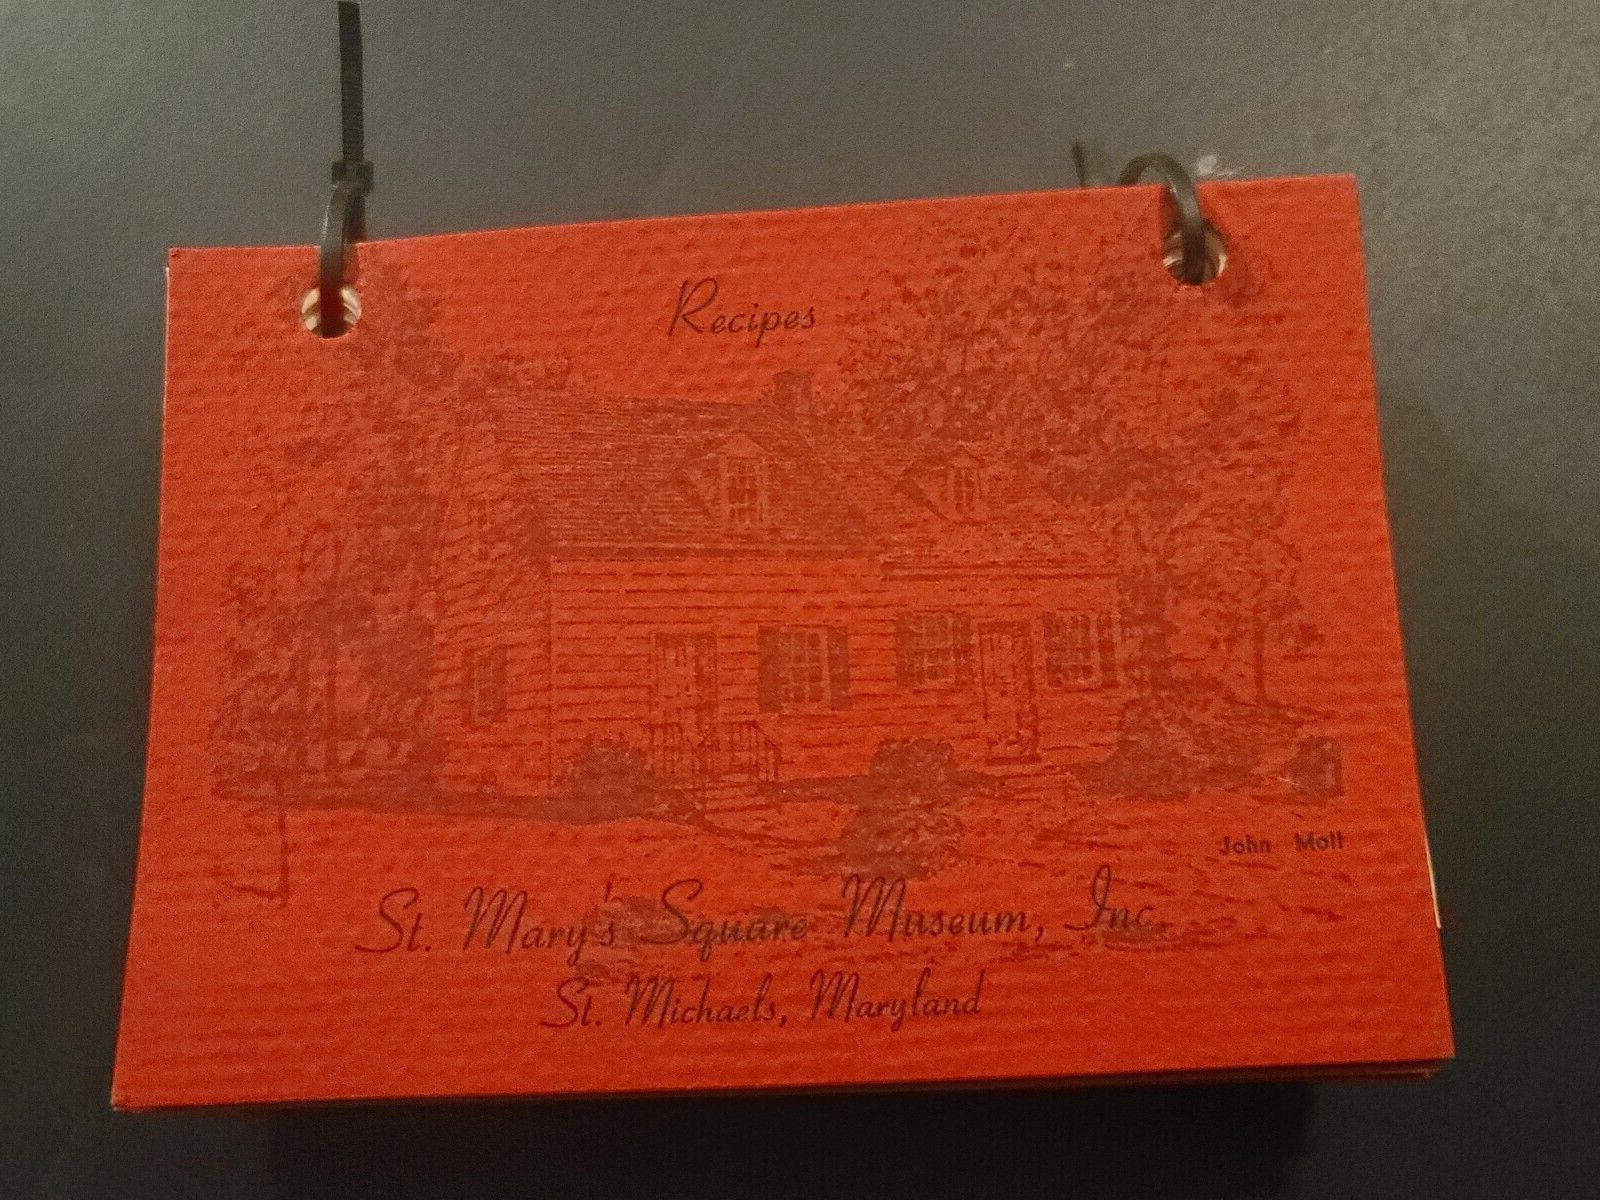 Recipes
John Moll
St. Mary's Square Museum, Inc.
St. Michaels, Maryland